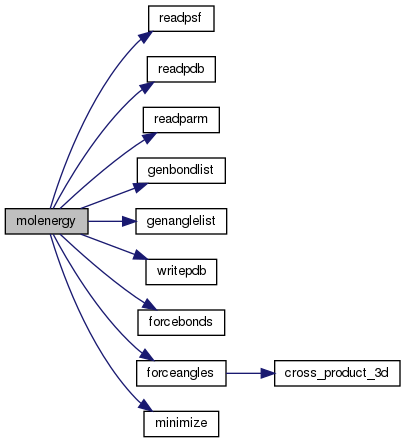 readpsf
readpdb
readparm
genbondlist
molenergy
genanglelist
writepdb
forcebonds
forceangles
cross_product_3d
minimize